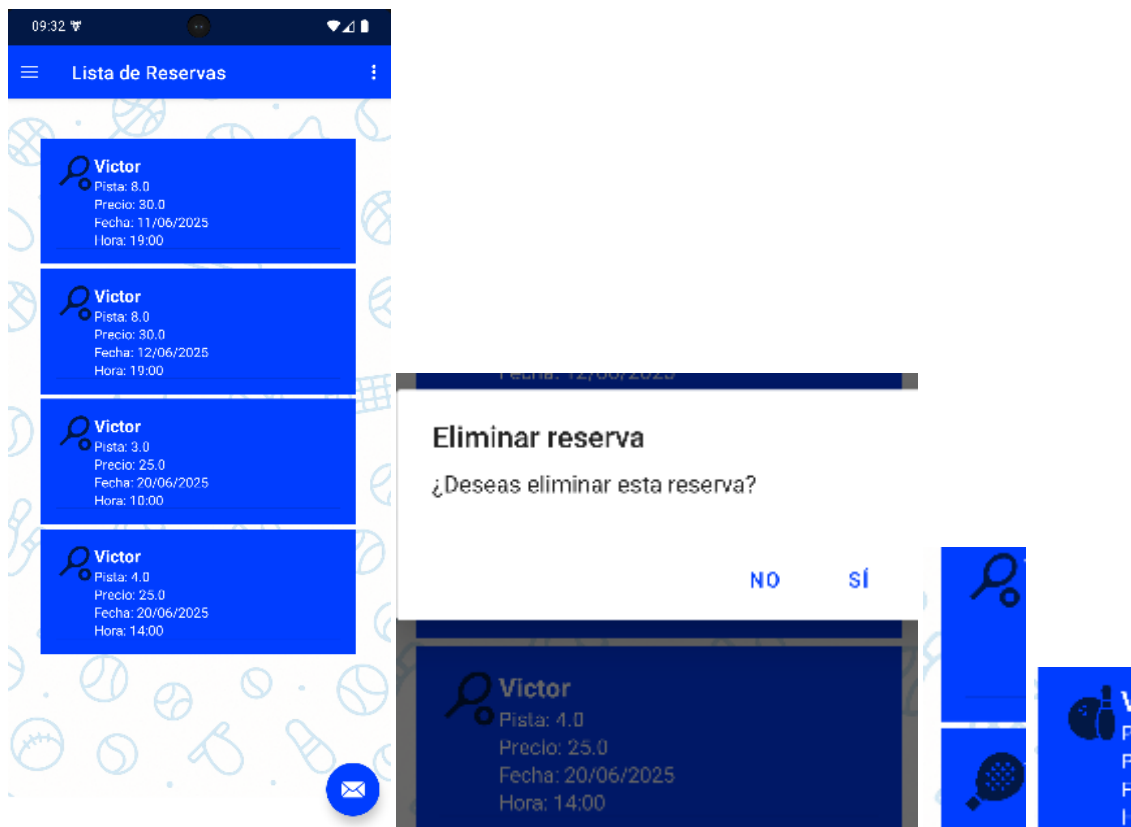 09:32
Lista de Reservas
Victor
Pista: 8.0
Precio: 30.0
Fecha: 11/06/2025
Hora: 19:00
Victor
Pista: 8.0
Precio: 30.0
Fecha: 12/06/2025
Hora: 19:00
Victor
Pista: 3.0
Precio: 25.0
Fecha: 20/06/2025
Hora: 10:00
Victor
Pista: 4.0
Precio: 25.0
Fecha: 20/06/2025
Hora: 14:00
Fecha: 12/06/2025
Eliminar reserva
¿Deseas eliminar esta reserva?
NO SÍ
Victor
Pista: 4.0
Precio: 25.0
Fecha: 20/06/2025
Hora: 14:00